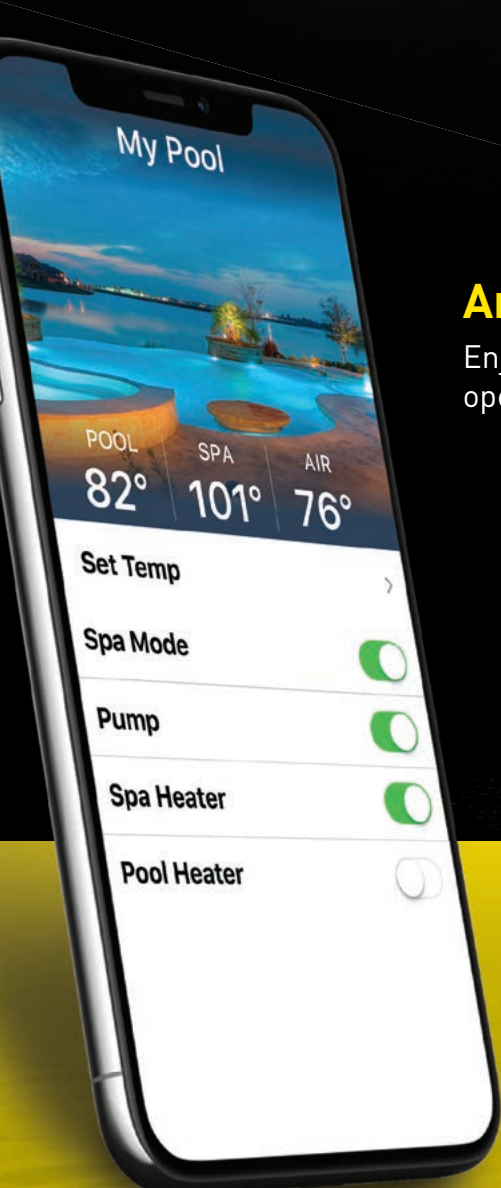 My Pool
POOL SPA AIR
82° 101° 76°
Set Temp
Spa Mode
Pump
Spa Heater
Pool Heater